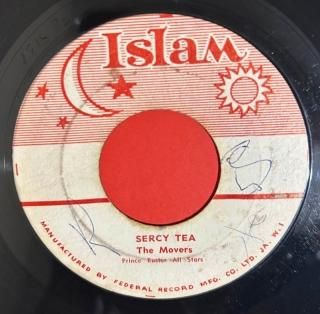 Islam
SERCY TEA
The Movers
Prince Buster All Stars
MANUFACTURED BY FEDERAL RECORD MFG. CO. LTD. JA. W.I